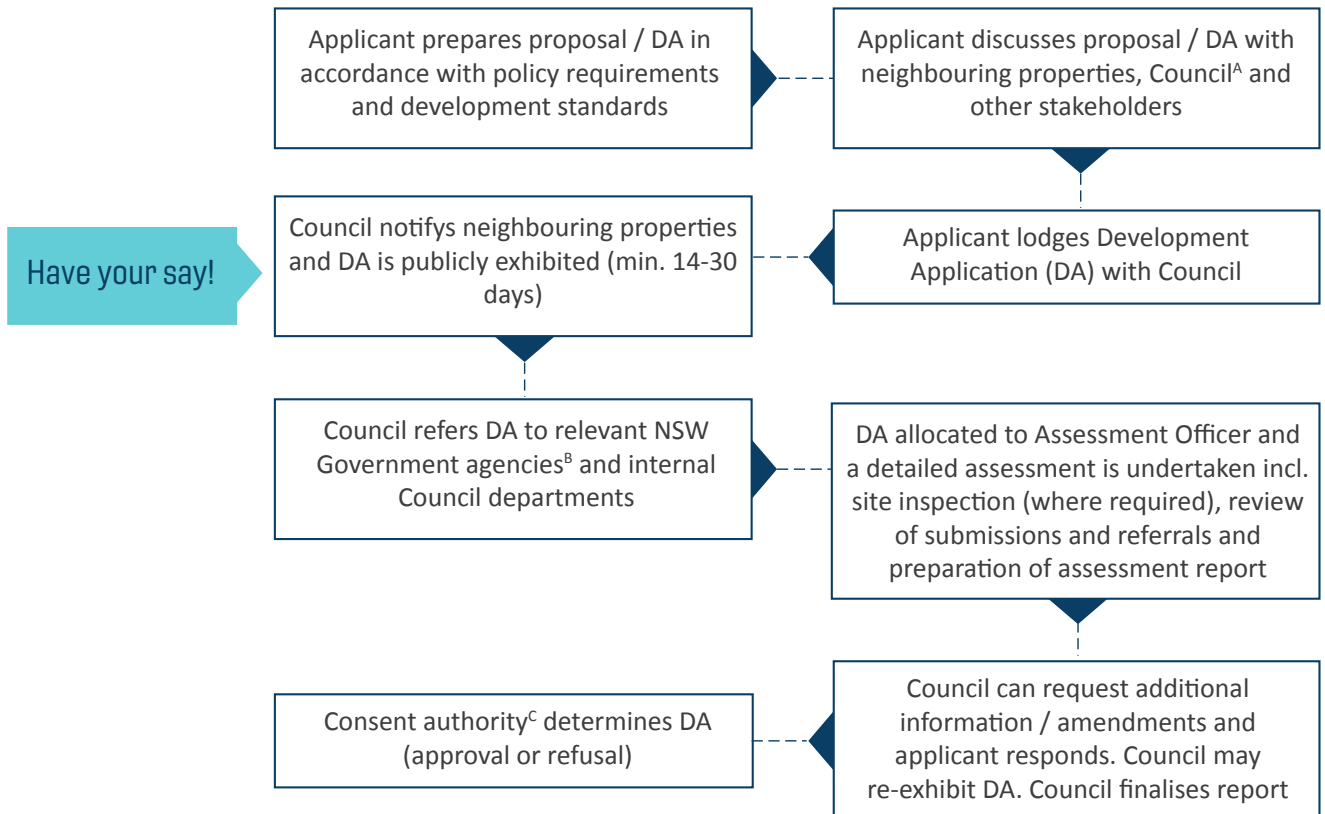 Applicant prepares proposal / DA in
accordance with policy requirements
and development standards
Applicant discusses proposal / DA with
neighbouring properties, Councilᴬ and
other stakeholders
Applicant lodges Development
Application (DA) with Council
Have your say!
Council notifys neighbouring properties
and DA is publicly exhibited (min. 14-30
days)
Council refers DA to relevant NSW
Government agenciesᴮ and internal
Council departments
DA allocated to Assessment Officer and
a detailed assessment is undertaken incl.
site inspection (where required), review
of submissions and referrals and
preparation of assessment report
Council can request additional
information / amendments and
applicant responds. Council may
re-exhibit DA. Council finalises report
Consent authorityᶜ determines DA
(approval or refusal)